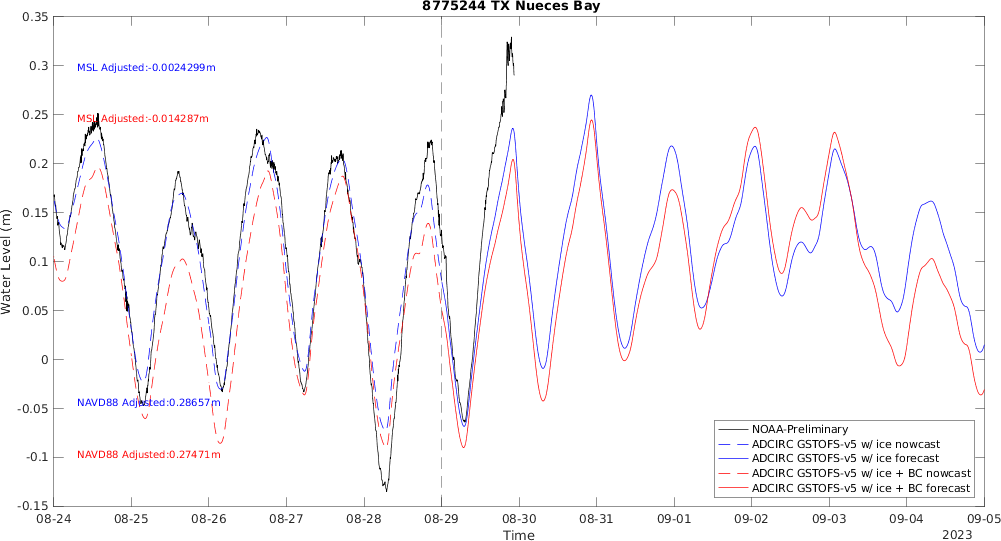 8775244 TX Nueces Bay
0.35
0.3
0.25
0.2
0.15
0.1
0.05
0
-0.05
-0.1
-0.15
Water Level (m)
MSL Adjusted:-0.0024299m
MSL Adjusted:-0.014287m
NAVD88 Adjusted:0.28657m
NAVD88 Adjusted:0.27471m
NOAA-Preliminary
ADCIRC GSTOFS-v5 w/ ice nowcast
ADCIRC GSTOFS-v5 w/ ice forecast
ADCIRC GSTOFS-v5 w/ ice + BC nowcast
ADCIRC GSTOFS-v5 w/ ice + BC forecast
08-24 08-25 08-26 08-27 08-28 08-29 08-30 08-31 09-01 09-02 09-03 09-04 09-05
Time
2023